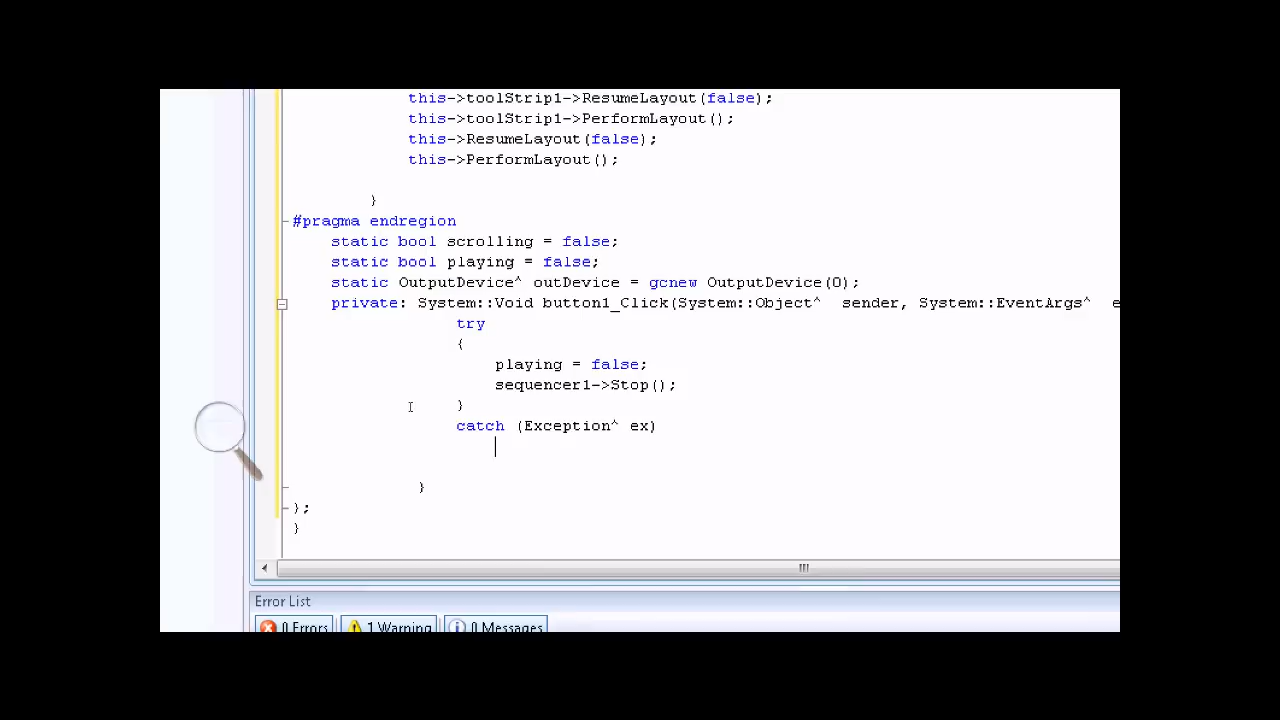 this->toolStrip1->ResumeLayout(false);
this->toolStrip1->PerformLayout();
this->ResumeLayout(false);
this->PerformLayout();
}
#pragma endregion
static bool scrolling = false;
static bool playing = false;
static OutputDevice^ outDevice = gcnew OutputDevice(0);
private: System::Void button1_Click(System::Object^ sender, System::EventArgs^ e
try
{
playing = false;
sequencer1->Stop();
}
catch (Exception^ ex)
}
};
}
Error List
0 Errors 1 Warning 0 Messages